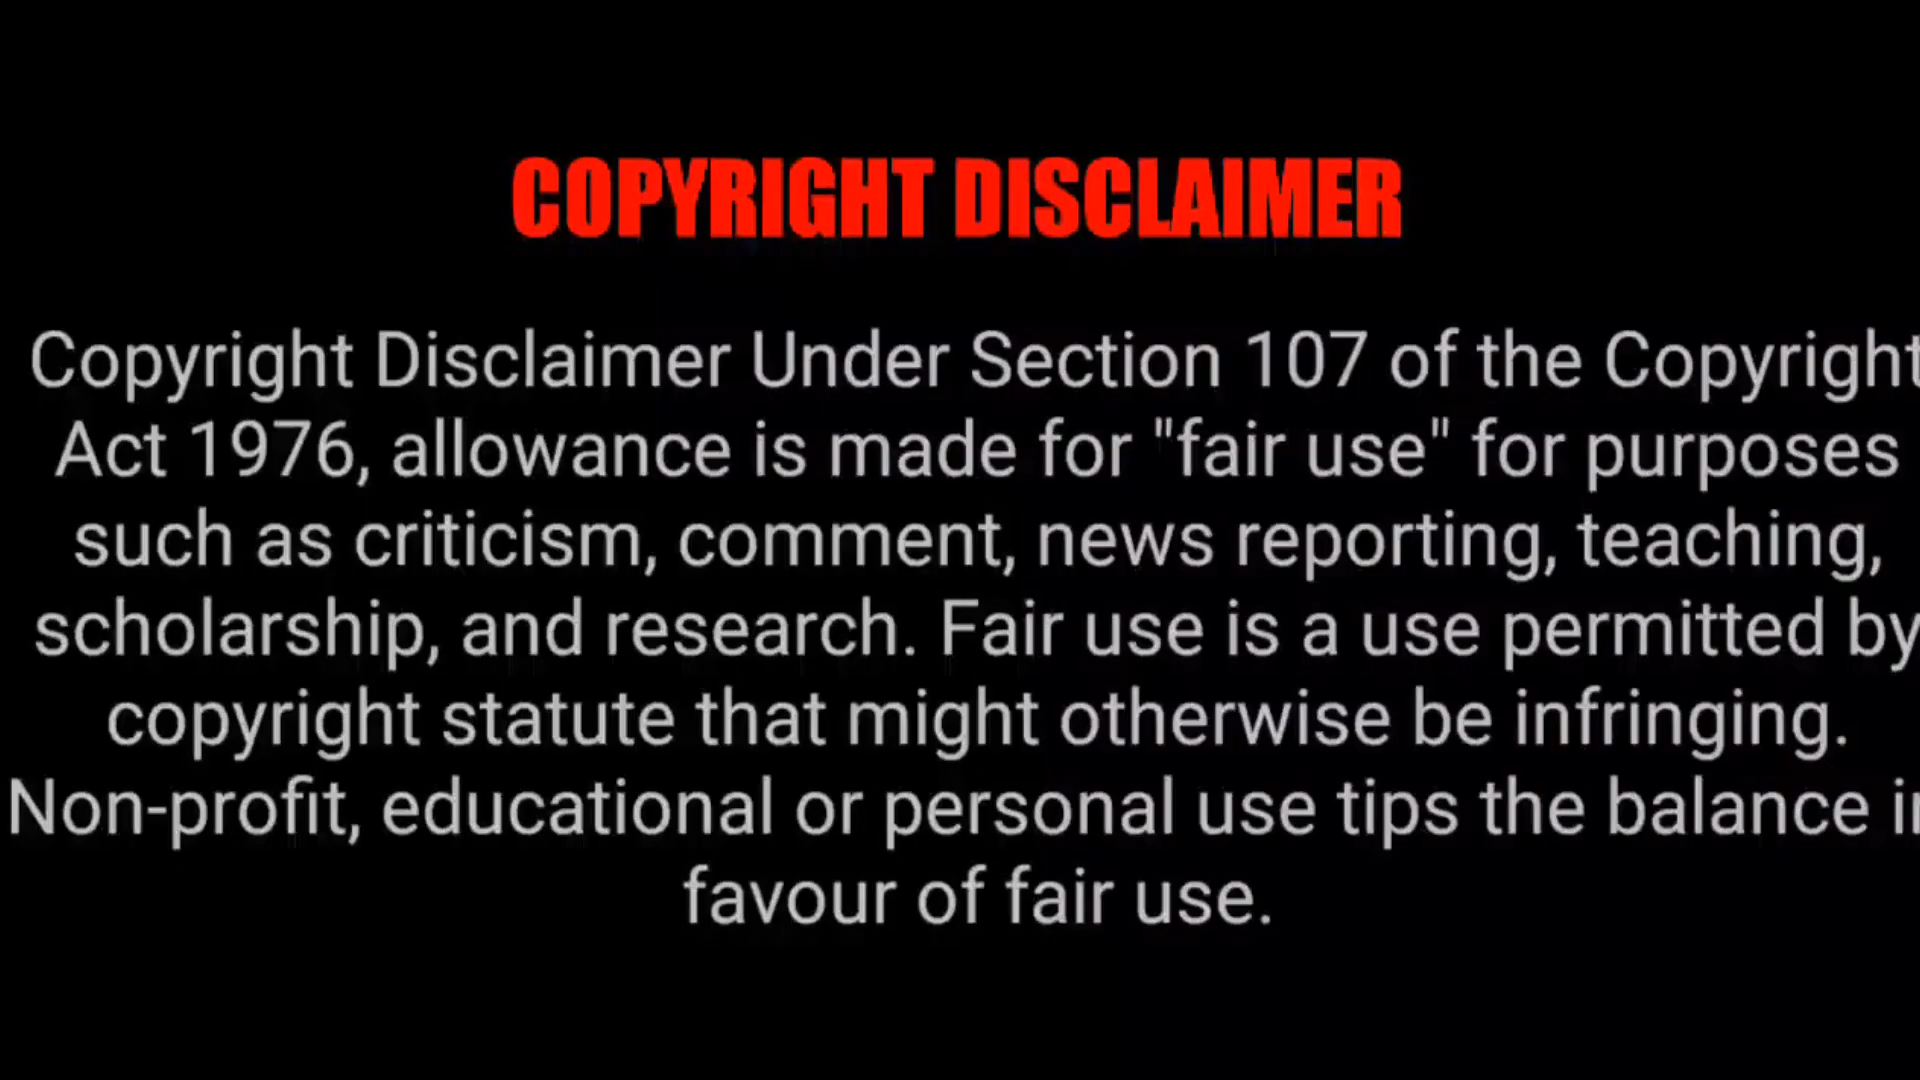 COPYRIGHT DISCLAIMER
Copyright Disclaimer Under Section 107 of the Copyright
Act 1976, allowance is made for "fair use" for purposes
such as criticism, comment, news reporting, teaching,
scholarship, and research. Fair use is a use permitted by
copyright statute that might otherwise be infringing.
Non-profit, educational or personal use tips the balance in
favour of fair use.